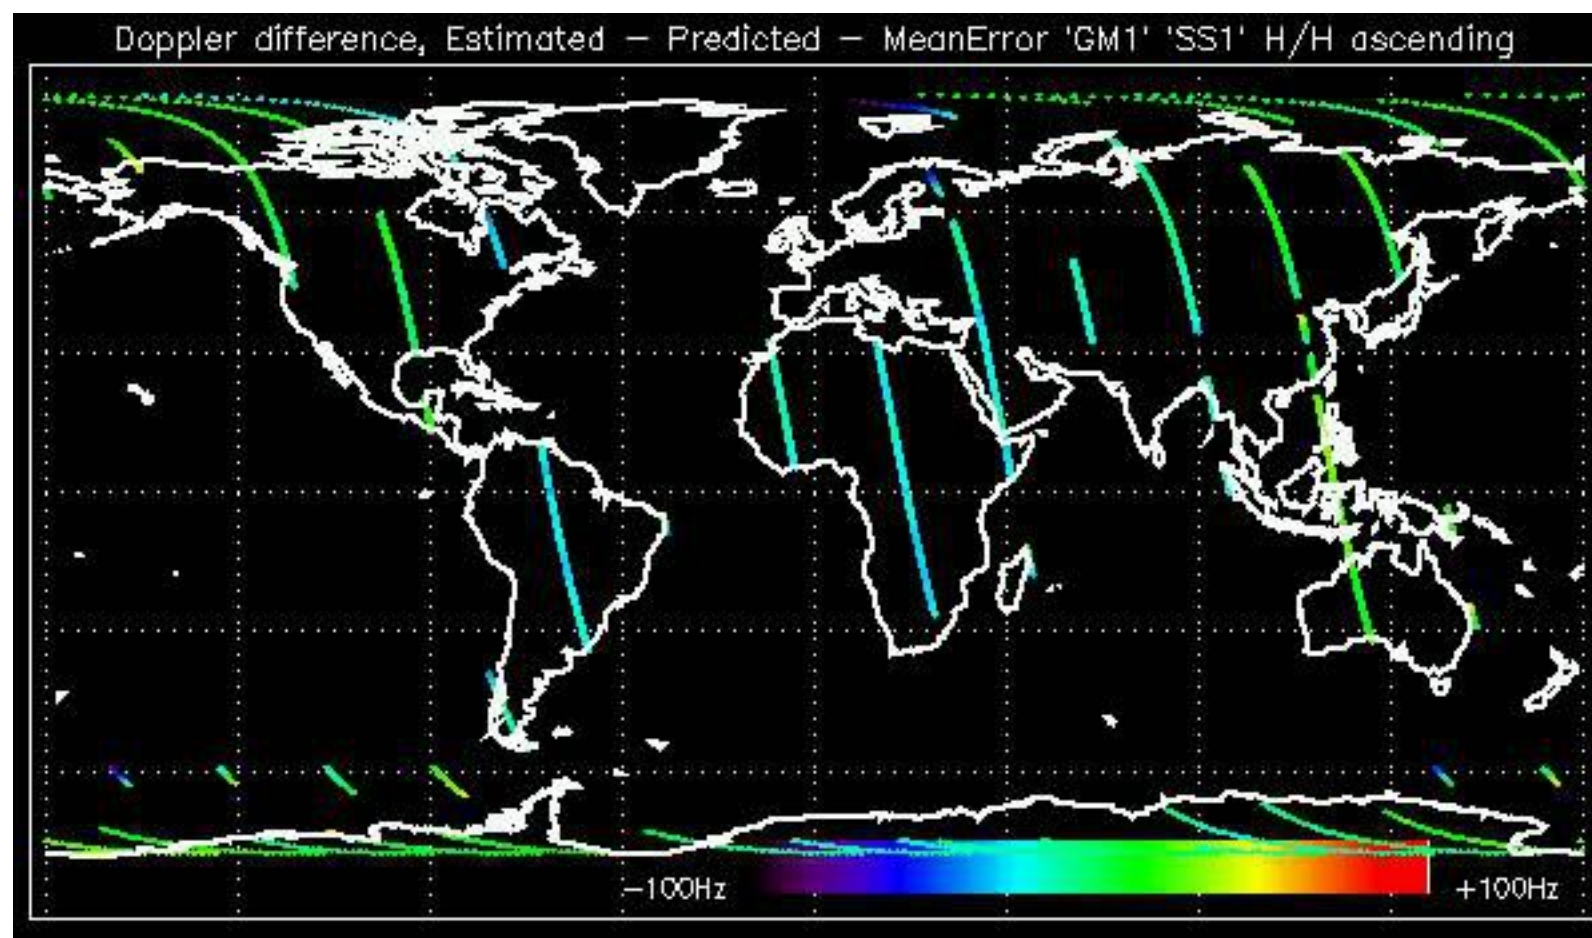 Doppler difference, Estimated – Predicted – MeanError 'GM1' 'SS1' H/H ascending
−100Hz +100Hz